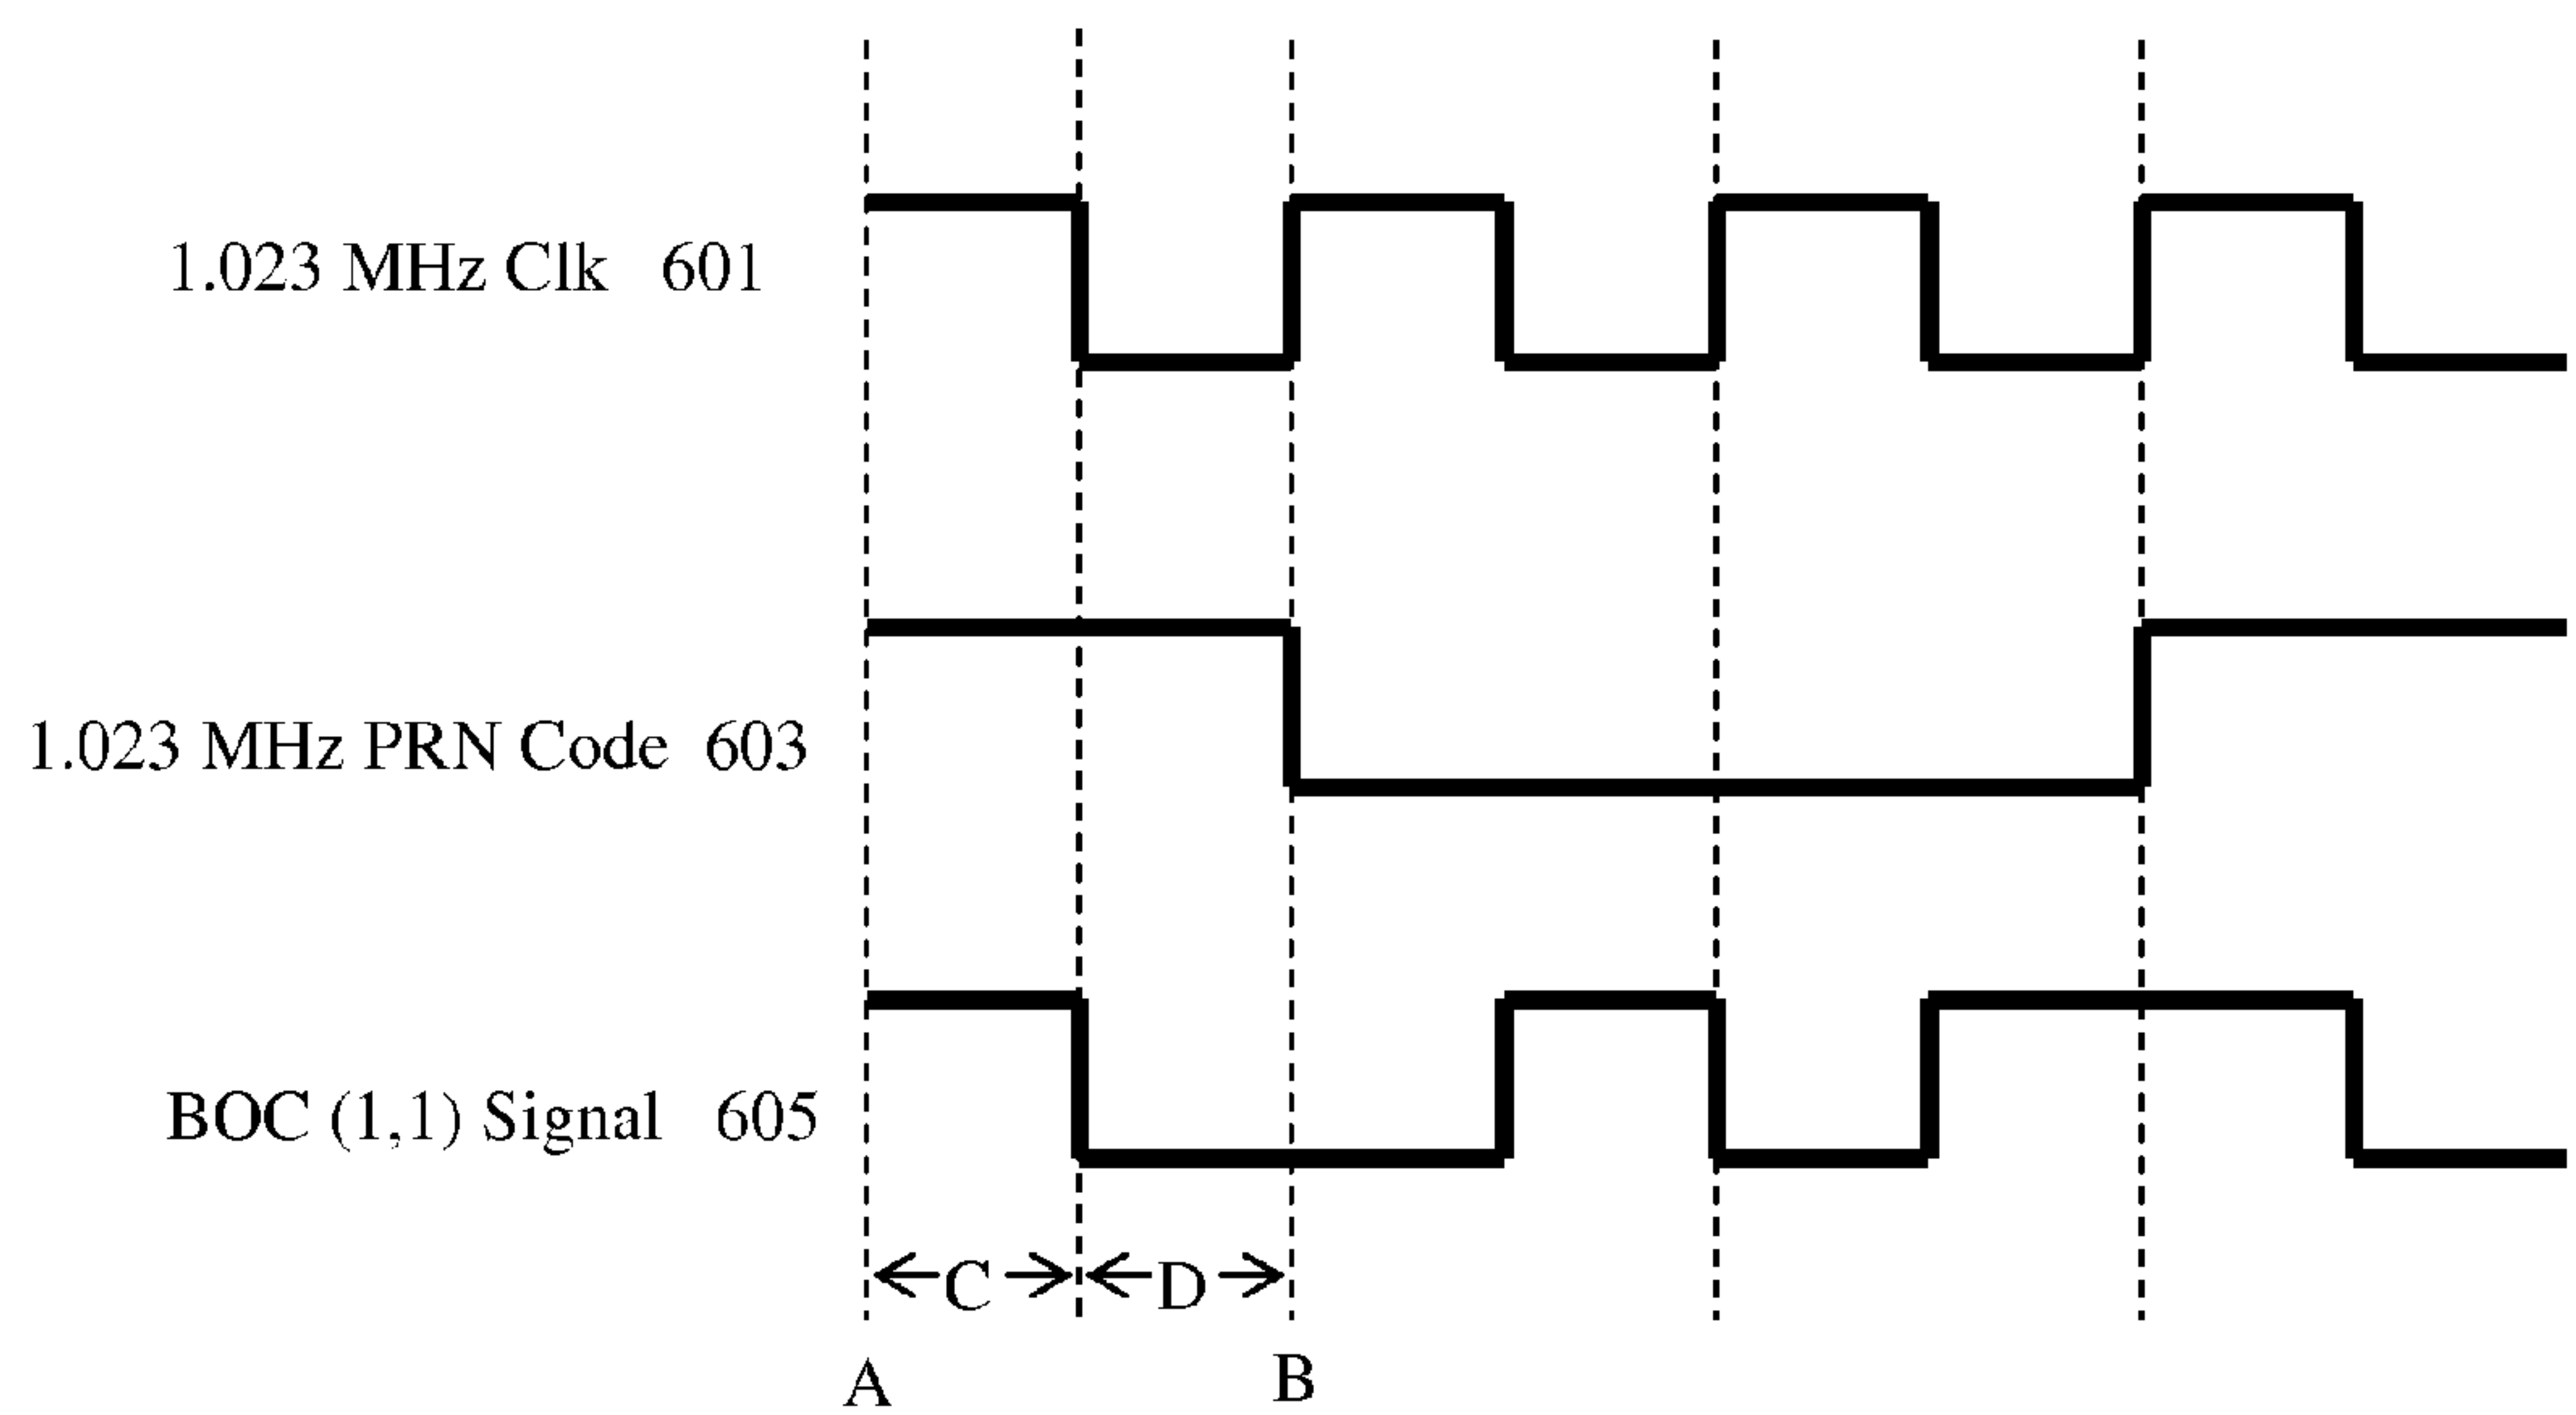 1.023 MHz Clk 601
1.023 MHz PRN Code 603
BOC (1,1) Signal 605
C D
A B